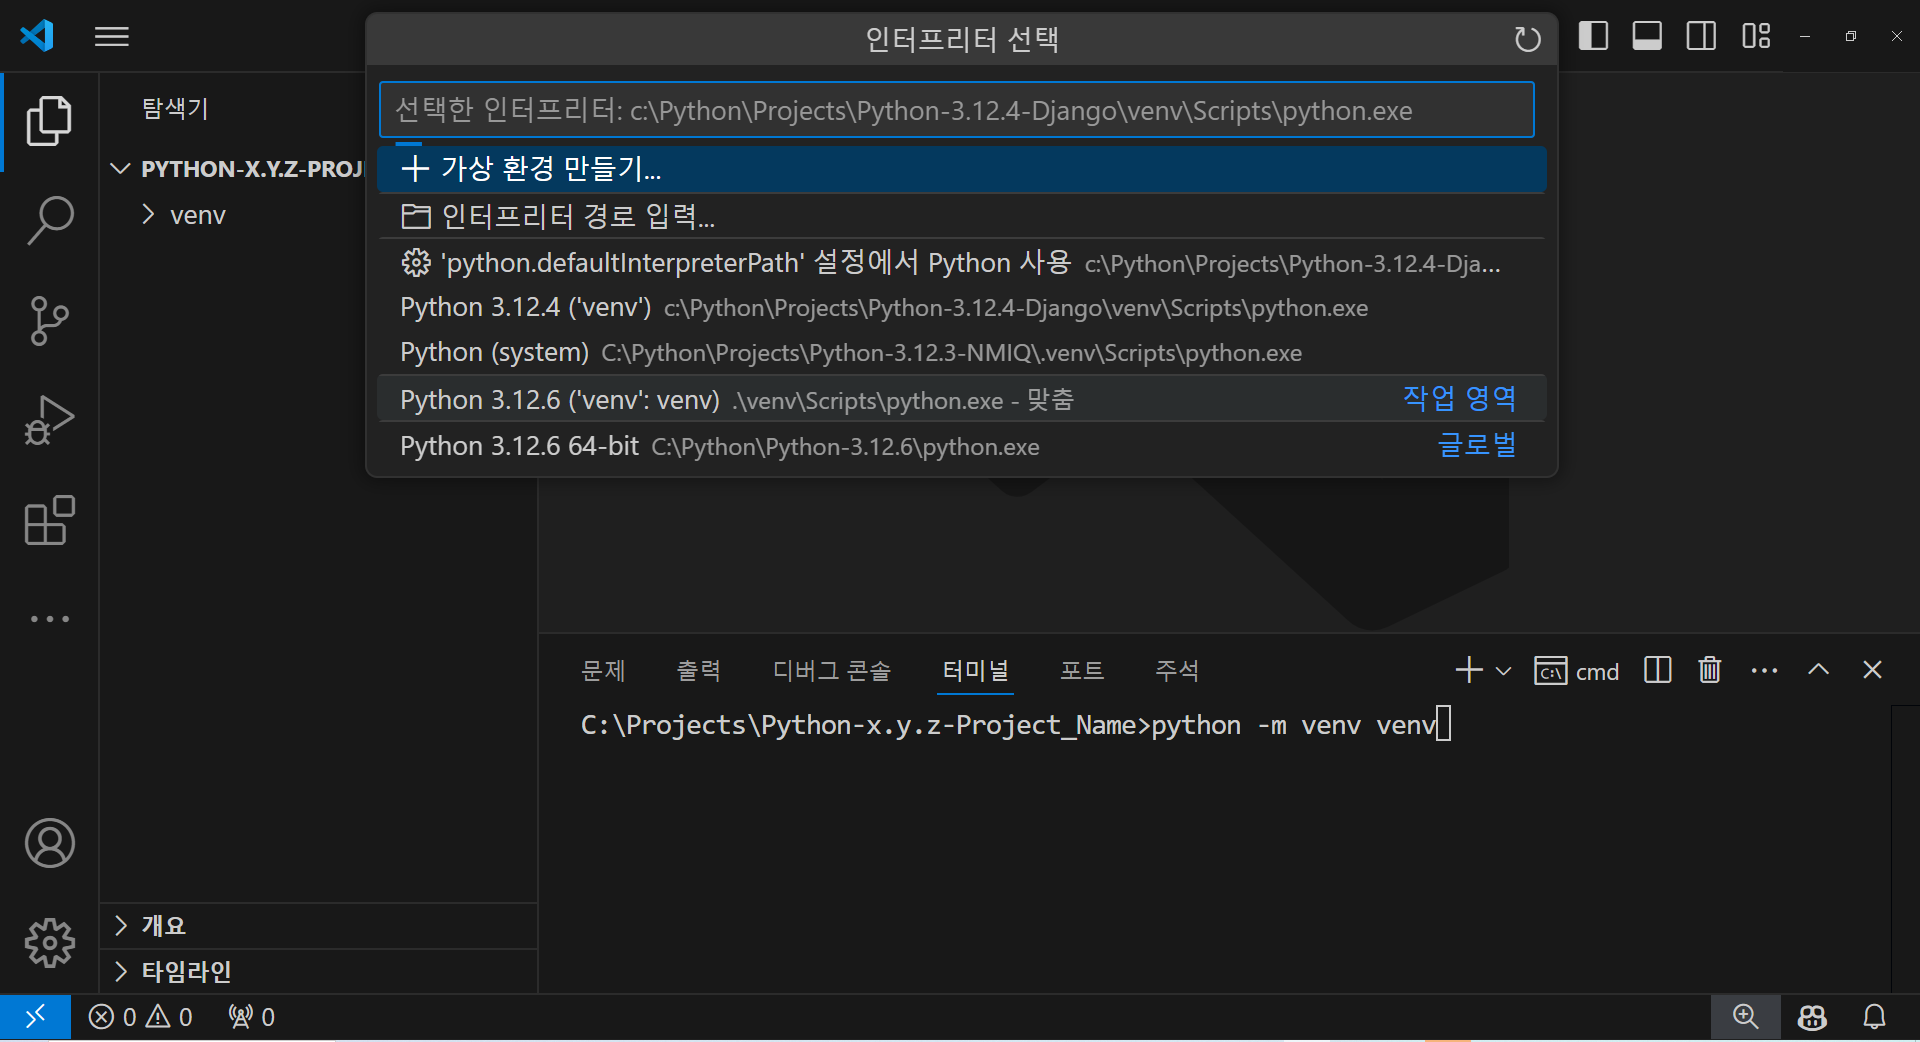 인터프리터 선택
선택한 인터프리터: c:\Python\Projects\Python-3.12.4-Django\venv\Scripts\python.exe
가상 환경 만들기...
인터프리터 경로 입력...
'python.defaultInterpreterPath' 설정에서 Python 사용 c:\Python\Projects\Python-3.12.4-Dja...
Python 3.12.4 ('venv') c:\Python\Projects\Python-3.12.4-Django\venv\Scripts\python.exe
Python (system) C:\Python\Projects\Python-3.12.3-NMIQ\.venv\Scripts\python.exe
Python 3.12.6 ('venv': venv) .\venv\Scripts\python.exe - 맞춤 작업 영역
Python 3.12.6 64-bit C:\Python\Python-3.12.6\python.exe 글로벌
탐색기
PYTHON-X.Y.Z-PROJ
venv
개요
타임라인
문제 출력 디버그 콘솔 터미널 포트 주석 cmd
C:\Projects\Python-x.y.z-Project_Name>python -m venv venv
0 0 0